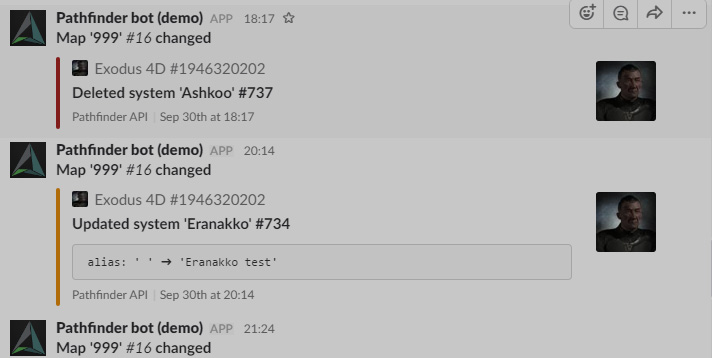 Pathfinder bot (demo) APP 18:17
Map '999' #16 changed
Exodus 4D #1946320202
Deleted system 'Ashkoo' #737
Pathfinder API | Sep 30th at 18:17
Pathfinder bot (demo) APP 20:14
Map '999' #16 changed
Exodus 4D #1946320202
Updated system 'Eranakko' #734
alias: ' ' → 'Eranakko test'
Pathfinder API | Sep 30th at 20:14
Pathfinder bot (demo) APP 21:24
Map '999' #16 changed